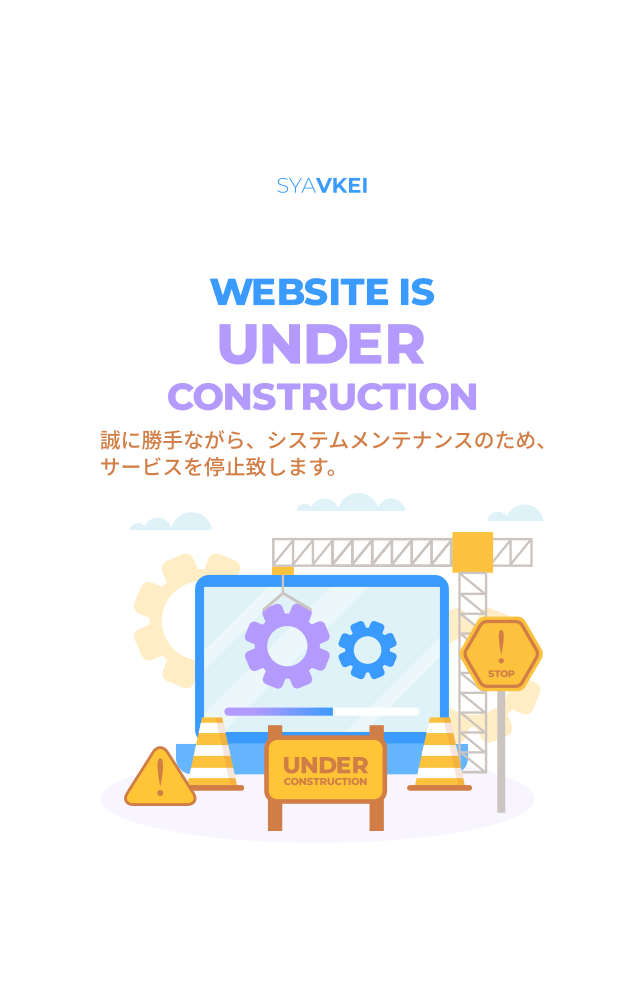 SYAVKEI
WEBSITE IS
UNDER
CONSTRUCTION
誠に勝手ながら、システムメンテナンスのため、
サービスを停止致します。
!
STOP
!
UNDER
CONSTRUCTION